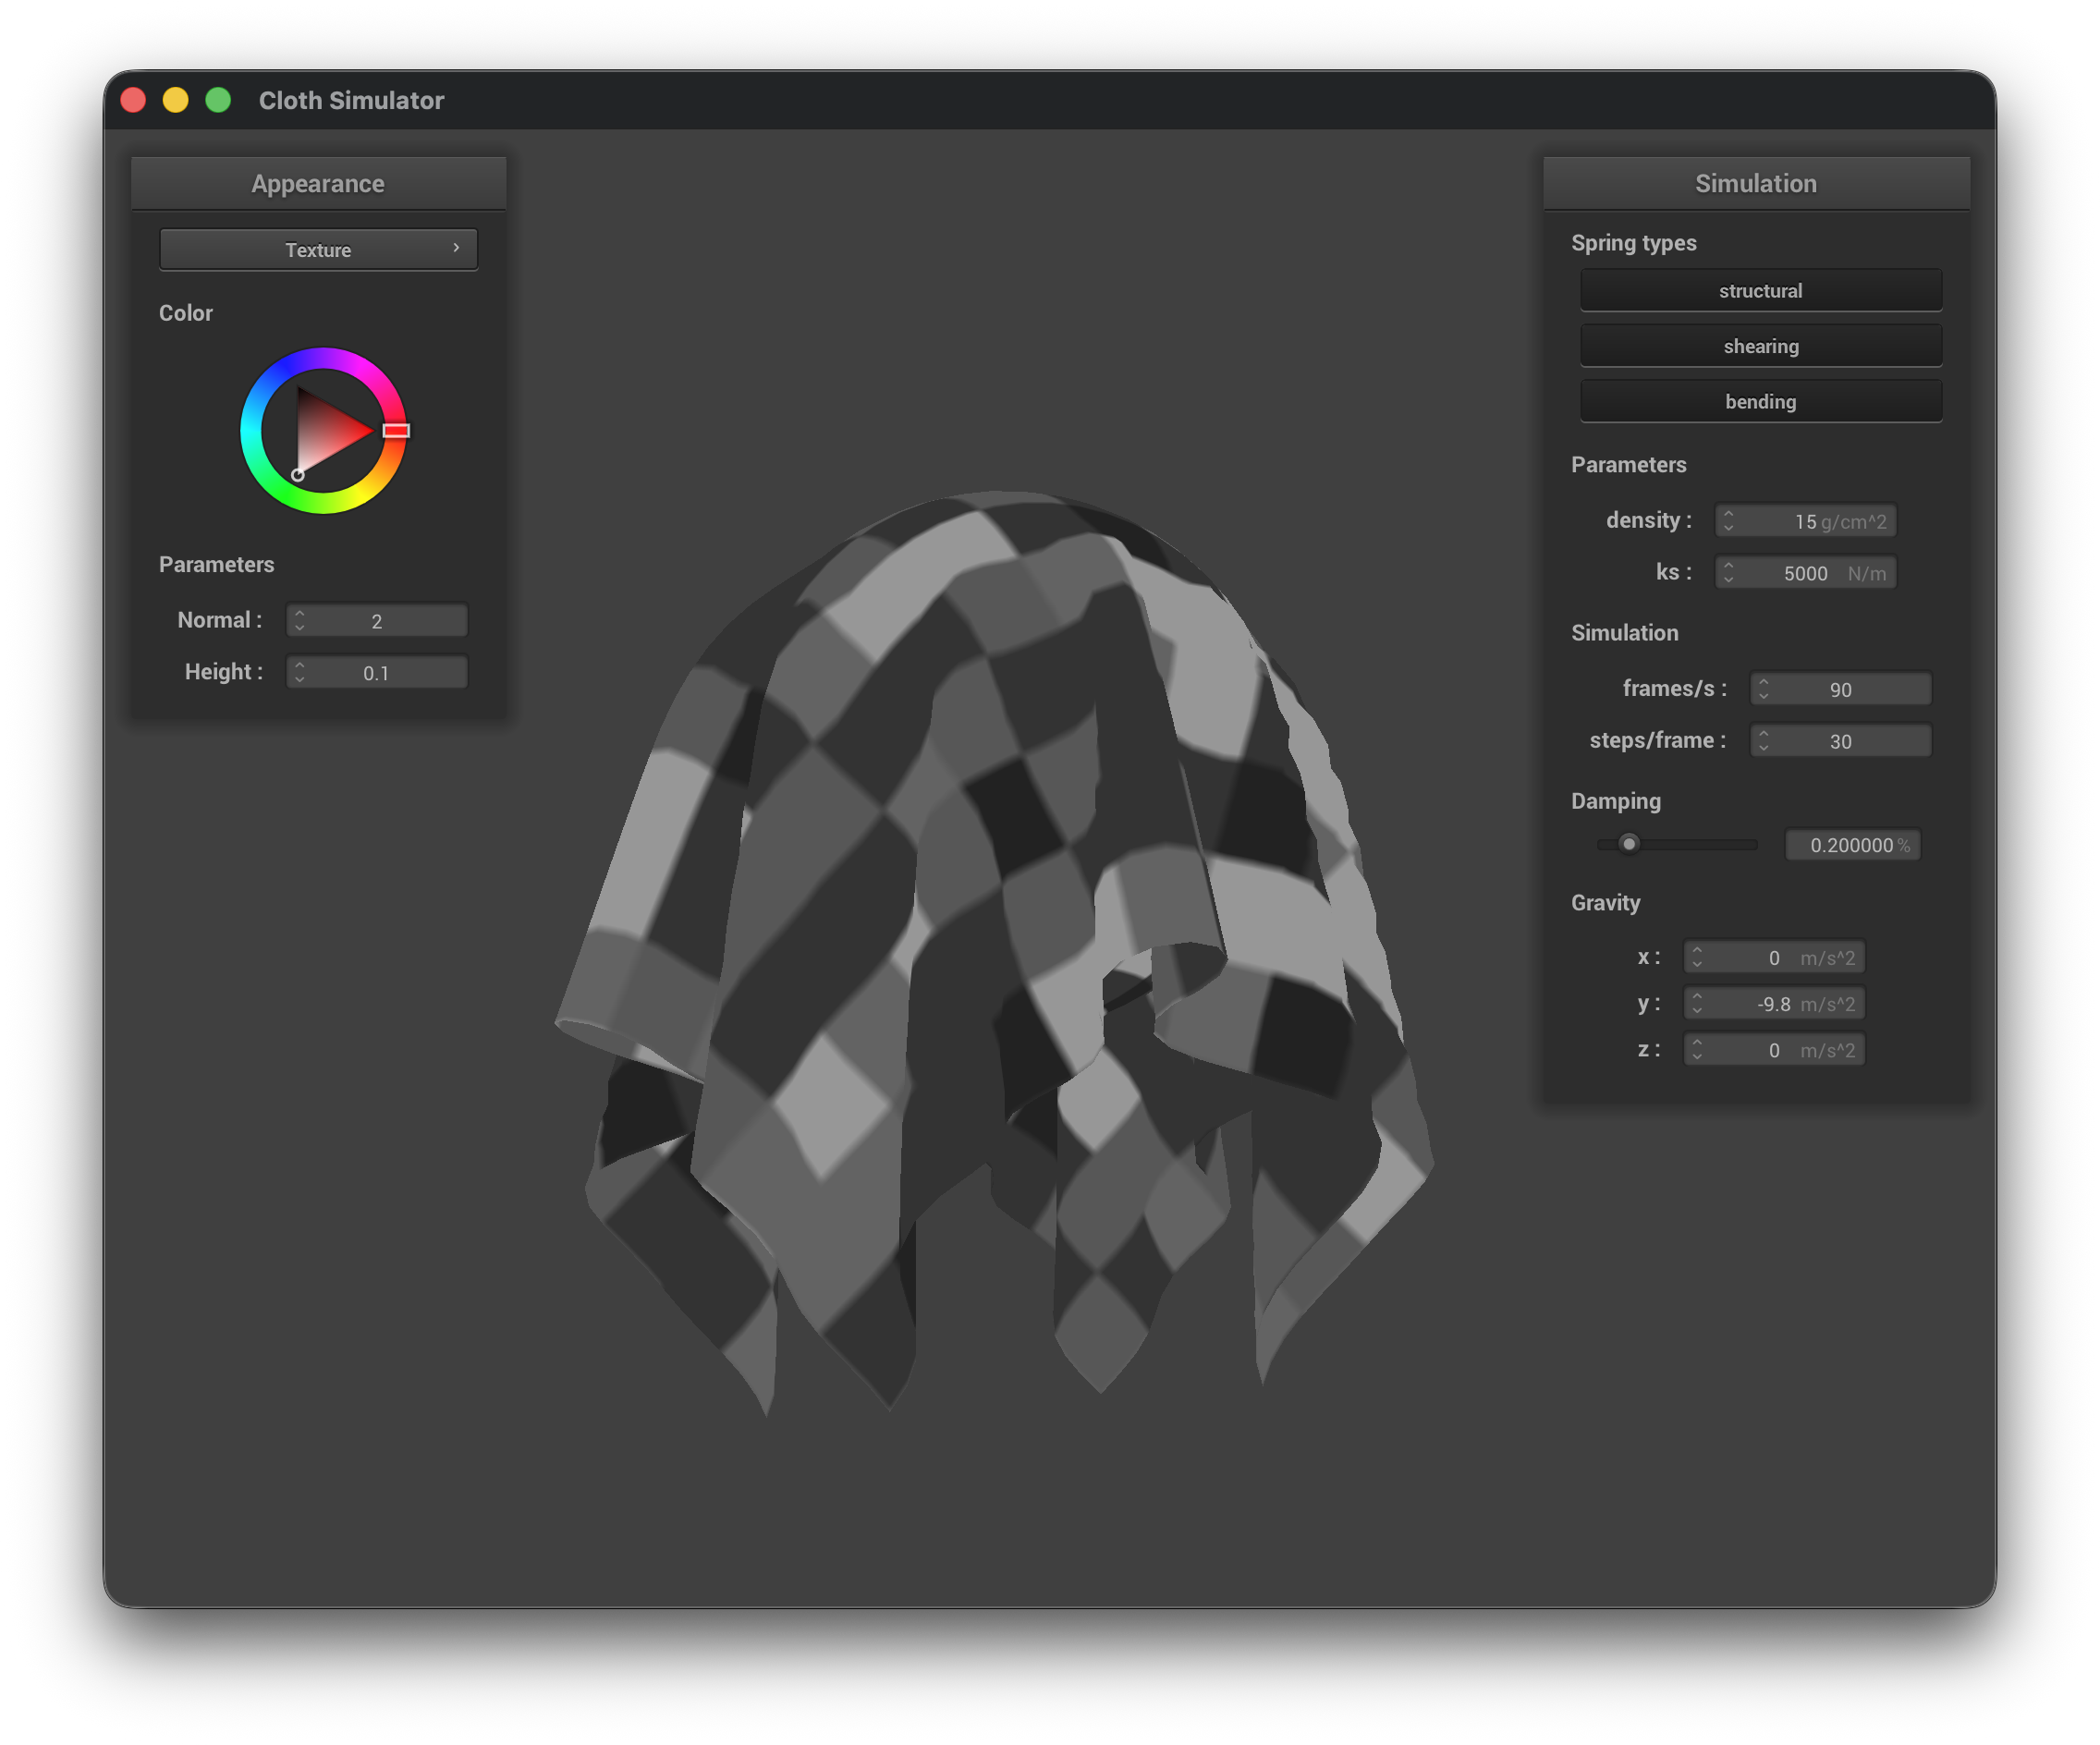 Cloth Simulator
Appearance
Texture
Color
Parameters
Normal : 2
Height : 0.1
Simulation
Spring types
structural
shearing
bending
Parameters
density : 15 g/cm^2
ks : 5000 N/m
Simulation
frames/s : 90
steps/frame : 30
Damping
0.200000 %
Gravity
x : 0 m/s^2
y : -9.8 m/s^2
z : 0 m/s^2